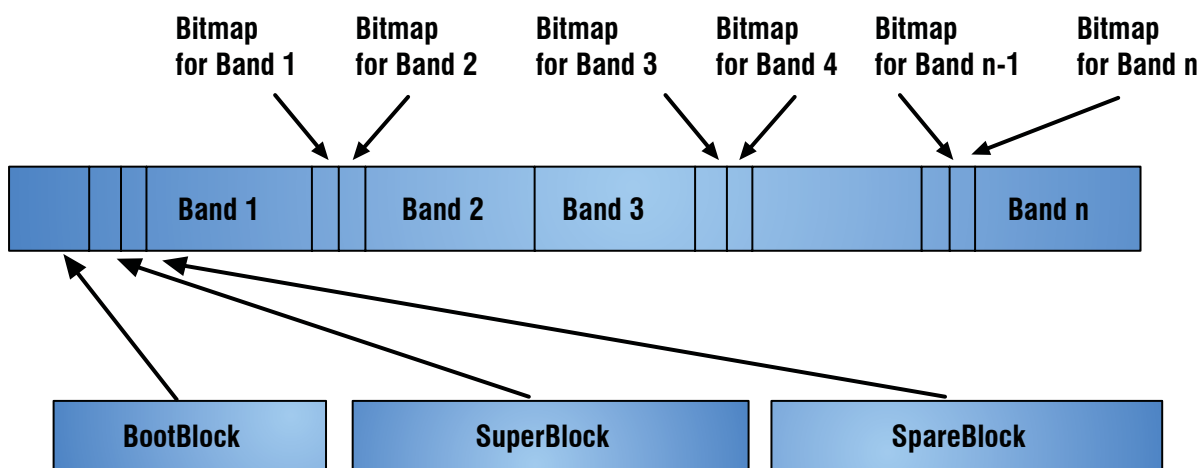 Bitmap
for Band 1
Bitmap
for Band 2
Bitmap
for Band 3
Bitmap
for Band 4
Bitmap
for Band n-1
Bitmap
for Band n
Band 1
Band 2
Band 3
Band n
BootBlock
SuperBlock
SpareBlock